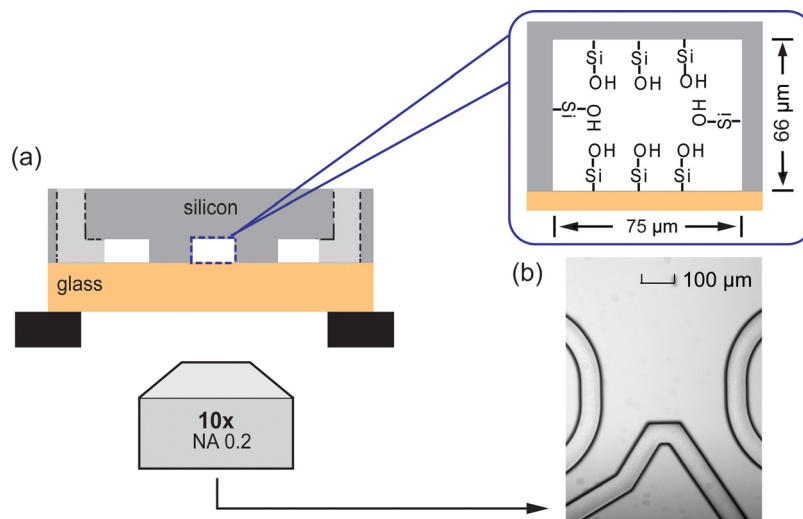 (a)
silicon
glass
10x
NA 0.2
Si
OH
Si
OH
Si
OH
Si
OH
Si
OH
OH
Si
OH
Si
OH
Si
66 µm
75 µm
(b)
100 µm